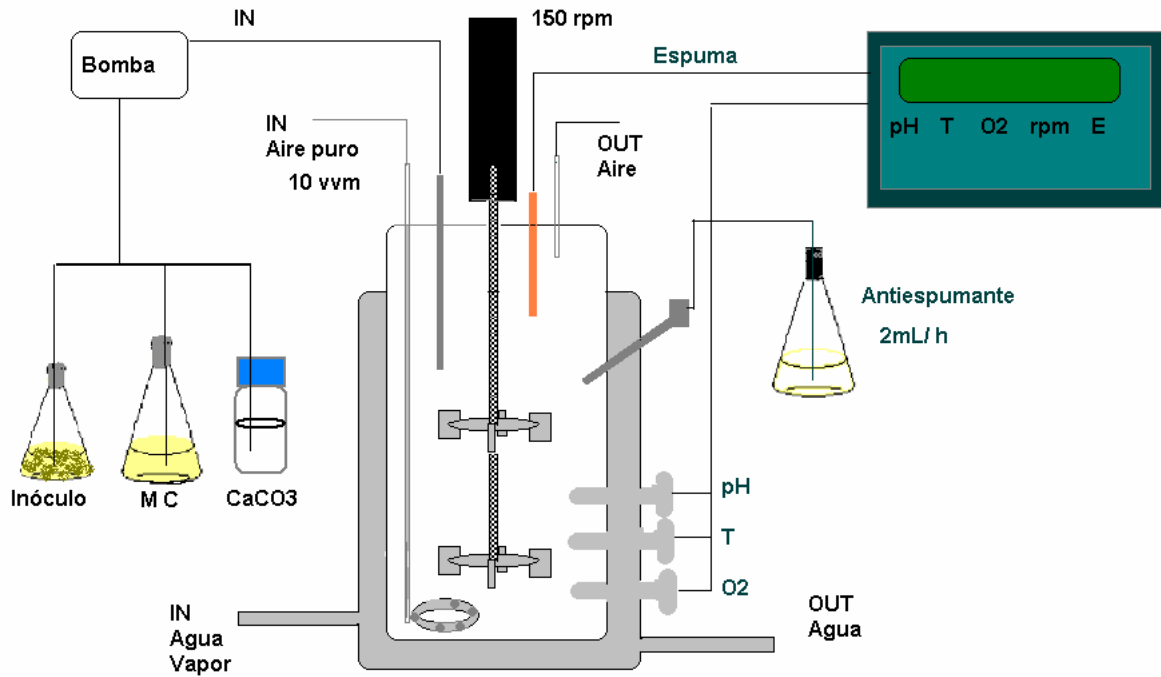 IN
150 rpm
Bomba
Espuma
pH T O2 rpm E
IN
Aire puro
10 vvm
OUT
Aire
Antiespumante
2mL/ h
Inóculo
M C
CaCO3
pH
T
O2
IN
Agua
Vapor
OUT
Agua